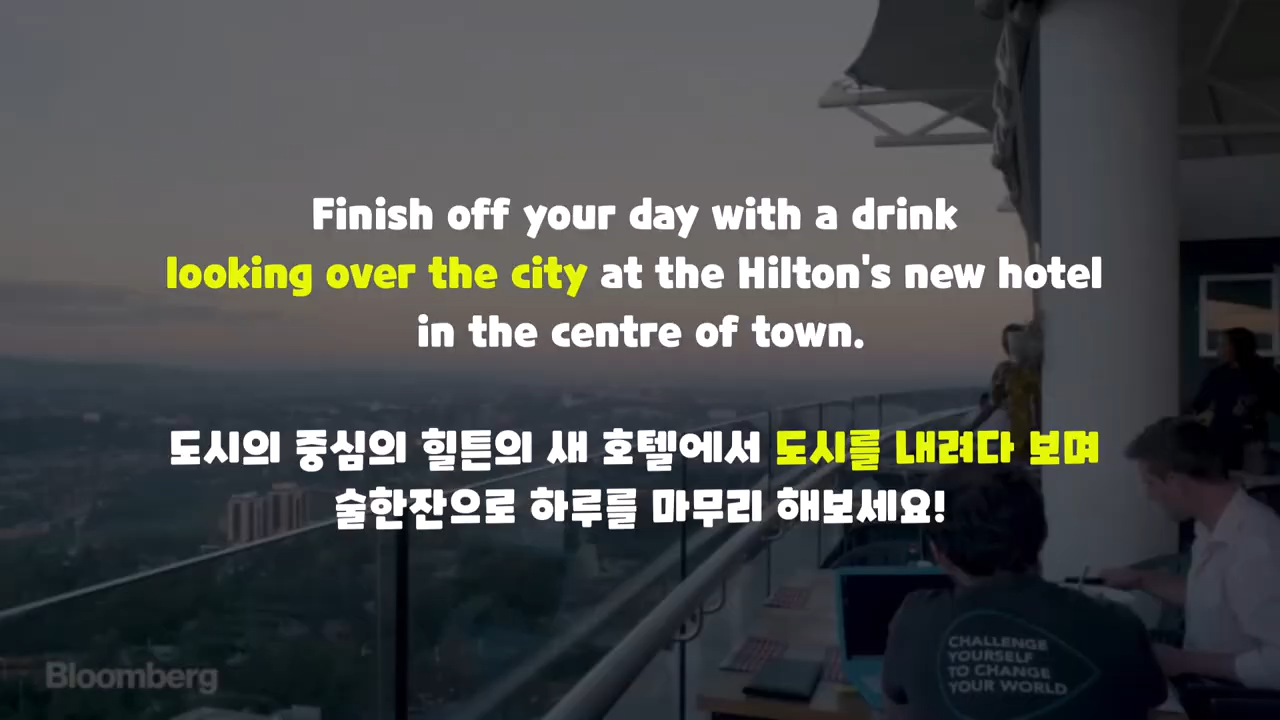 Finish off your day with a drink
looking over the city at the Hilton's new hotel
in the centre of town.
도시의 중심의 힐튼의 새 호텔에서 도시를 내려다 보며
술한잔으로 하루를 마무리 해보세요!
CHALLENGE
YOURSELF
TO CHANGE
YOUR WORLD
Bloomberg